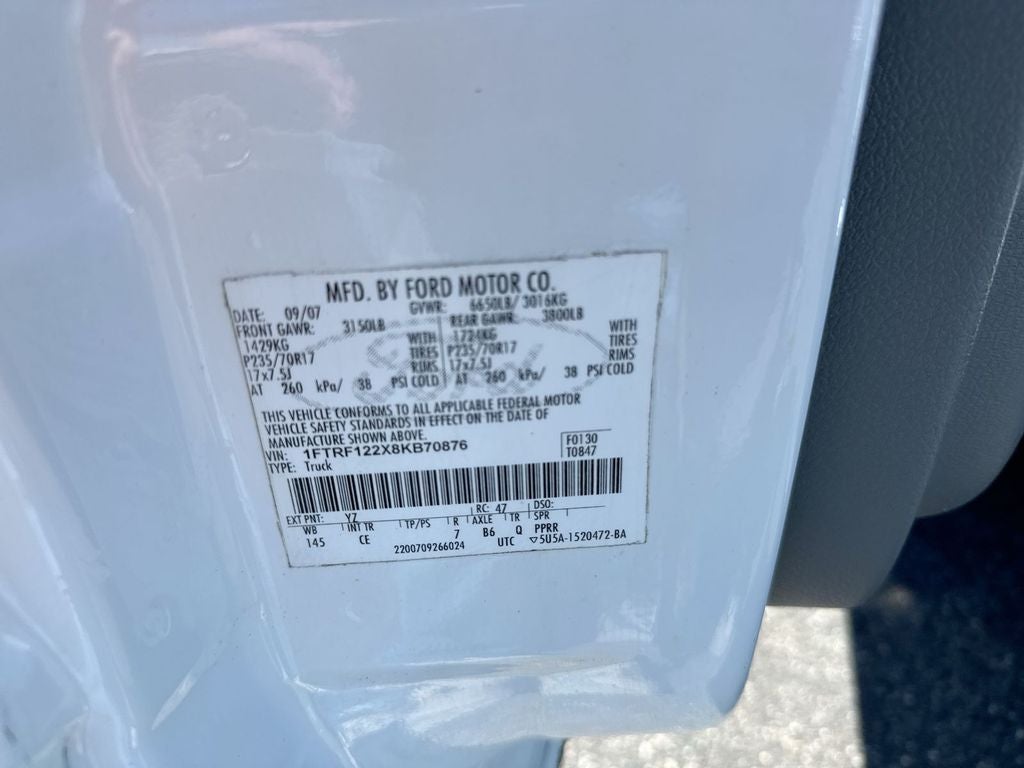 MFD. BY FORD MOTOR CO.
DATE: 09/07 GVWR: 6650LB/ 3016KG
FRONT GAWR: 3150LB REAR GAWR: 3800LB
1429KG WITH 1724KG WITH
P235/70R17 TIRES P235/70R17 TIRES
17x7.5J RIMS 17x7.5J RIMS
AT 260 kPa/ 38 PSI COLD AT 260 kPa/ 38 PSI COLD
THIS VEHICLE CONFORMS TO ALL APPLICABLE FEDERAL MOTOR
VEHICLE SAFETY STANDARDS IN EFFECT ON THE DATE OF
MANUFACTURE SHOWN ABOVE.
VIN: 1FTRF122X8KB70876 F0130
TYPE: Truck T0847
EXT PNT: YZ RC: 47 DSO:
WB INT TR TP/PS R AXLE TR SPR
145 CE 7 B6 Q PPRR
2200709266024 UTC ▽5U5A-1520472-BA